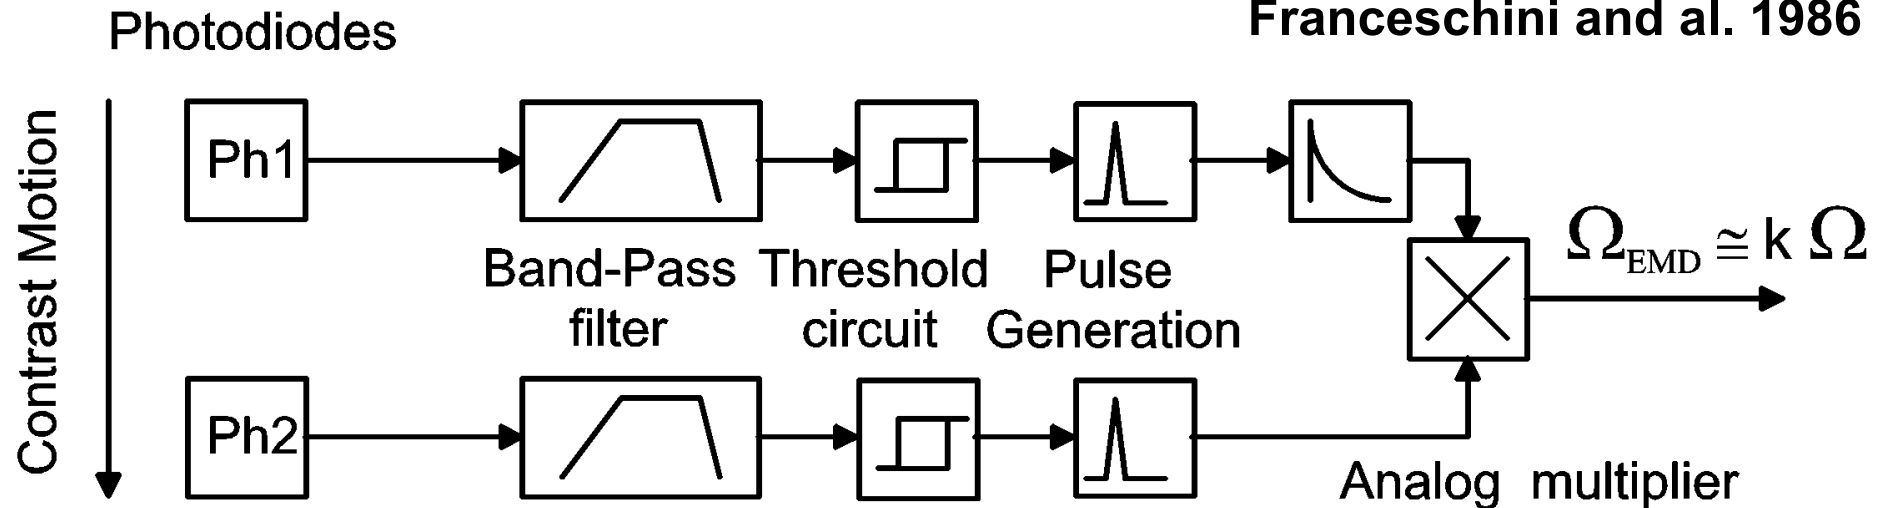 Photodiodes
Franceschini and al. 1986
Contrast Motion
Ph1
Band-Pass
filter
Threshold
circuit
Pulse
Generation
Ω_EMD ≅ k Ω
Ph2
Analog multiplier